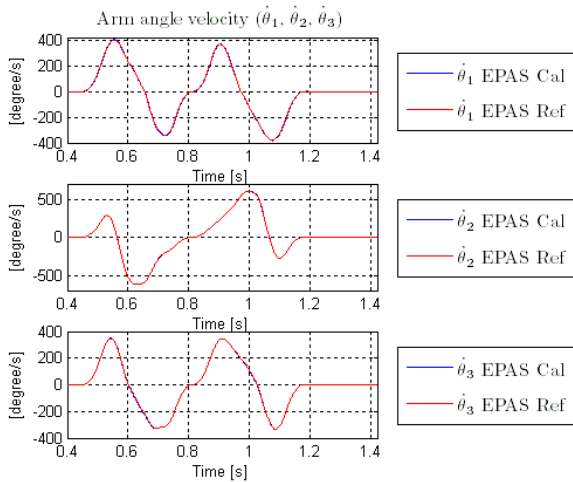 Arm angle velocity (θ̇₁, θ̇₂, θ̇₃)
400
200
0
-200
-400
[degree/s]
0.4 0.6 0.8 1 1.2 1.4
Time [s]
θ̇₁ EPAS Cal
θ̇₁ EPAS Ref
500
0
-500
[degree/s]
0.4 0.6 0.8 1 1.2 1.4
Time [s]
θ̇₂ EPAS Cal
θ̇₂ EPAS Ref
400
200
0
-200
-400
[degree/s]
0.4 0.6 0.8 1 1.2 1.4
Time [s]
θ̇₃ EPAS Cal
θ̇₃ EPAS Ref